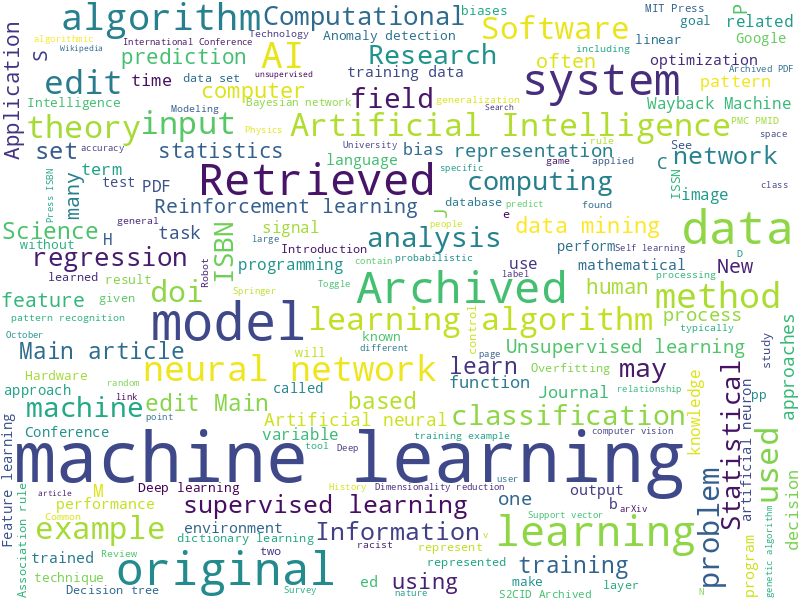 algorithm
Computational
biases
Software
MIT Press
goal
P
related
Google
Wikipedia
International Conference
Technology
Anomaly detection
including
linear
algorithmic
AI
Research
often
optimization
Application
S
edit
prediction
unsupervised
training data
system
Archived PDF
pattern
time
data set
computer
field
generalization
Wayback Machine
Intelligence
Bayesian network
Modeling
Search
theory
input
Physics
Artificial Intelligence
PMC PMID
accuracy
University
rule
See
space
set
statistics
language
bias
representation
C
network
term
game
applied
many
test
PDF
Retrieved
specific
computing
ISSN
image
class
Press ISBN
Reinforcement learning
database
predict
found
data
Science
general
H
signal
J
e
people
data mining
without
task
ISBN
large
Introduction
analysis
use
perform
Self learning
D
regression
Robot
contain
probabilistic
mathematical
New
learned
result
programming
label
processing
feature
given
doi
Springer
Toggle
Archived
human
method
pattern recognition
model
learning algorithm
control
process
October
known
typically
Main article
will
different
page
Unsupervised learning
approaches
neural network
learn
Overfitting
may
study
Hardware
random
called
function
relationship
approach
link
based
Journal
knowledge
Statistical
pp
machine
edit Main
point
Artificial neural
classification
artificial neuron
Feature learning
Conference
variable
tool
Deep
training example
computer vision
used
machine learning
article
M
Deep learning
History
Dimensionality reduction
user
output
problem
decision
Association rule
performance
supervised learning
one
b
arXiv
Common
example
environment
Information
Support vector
v
learning
dictionary learning
racist
represent
program
genetic algorithm
trained
Review
two
represented
training
technique
original
ed
using
make
layer
Decision tree
Survey
nature
S2CID Archived
N